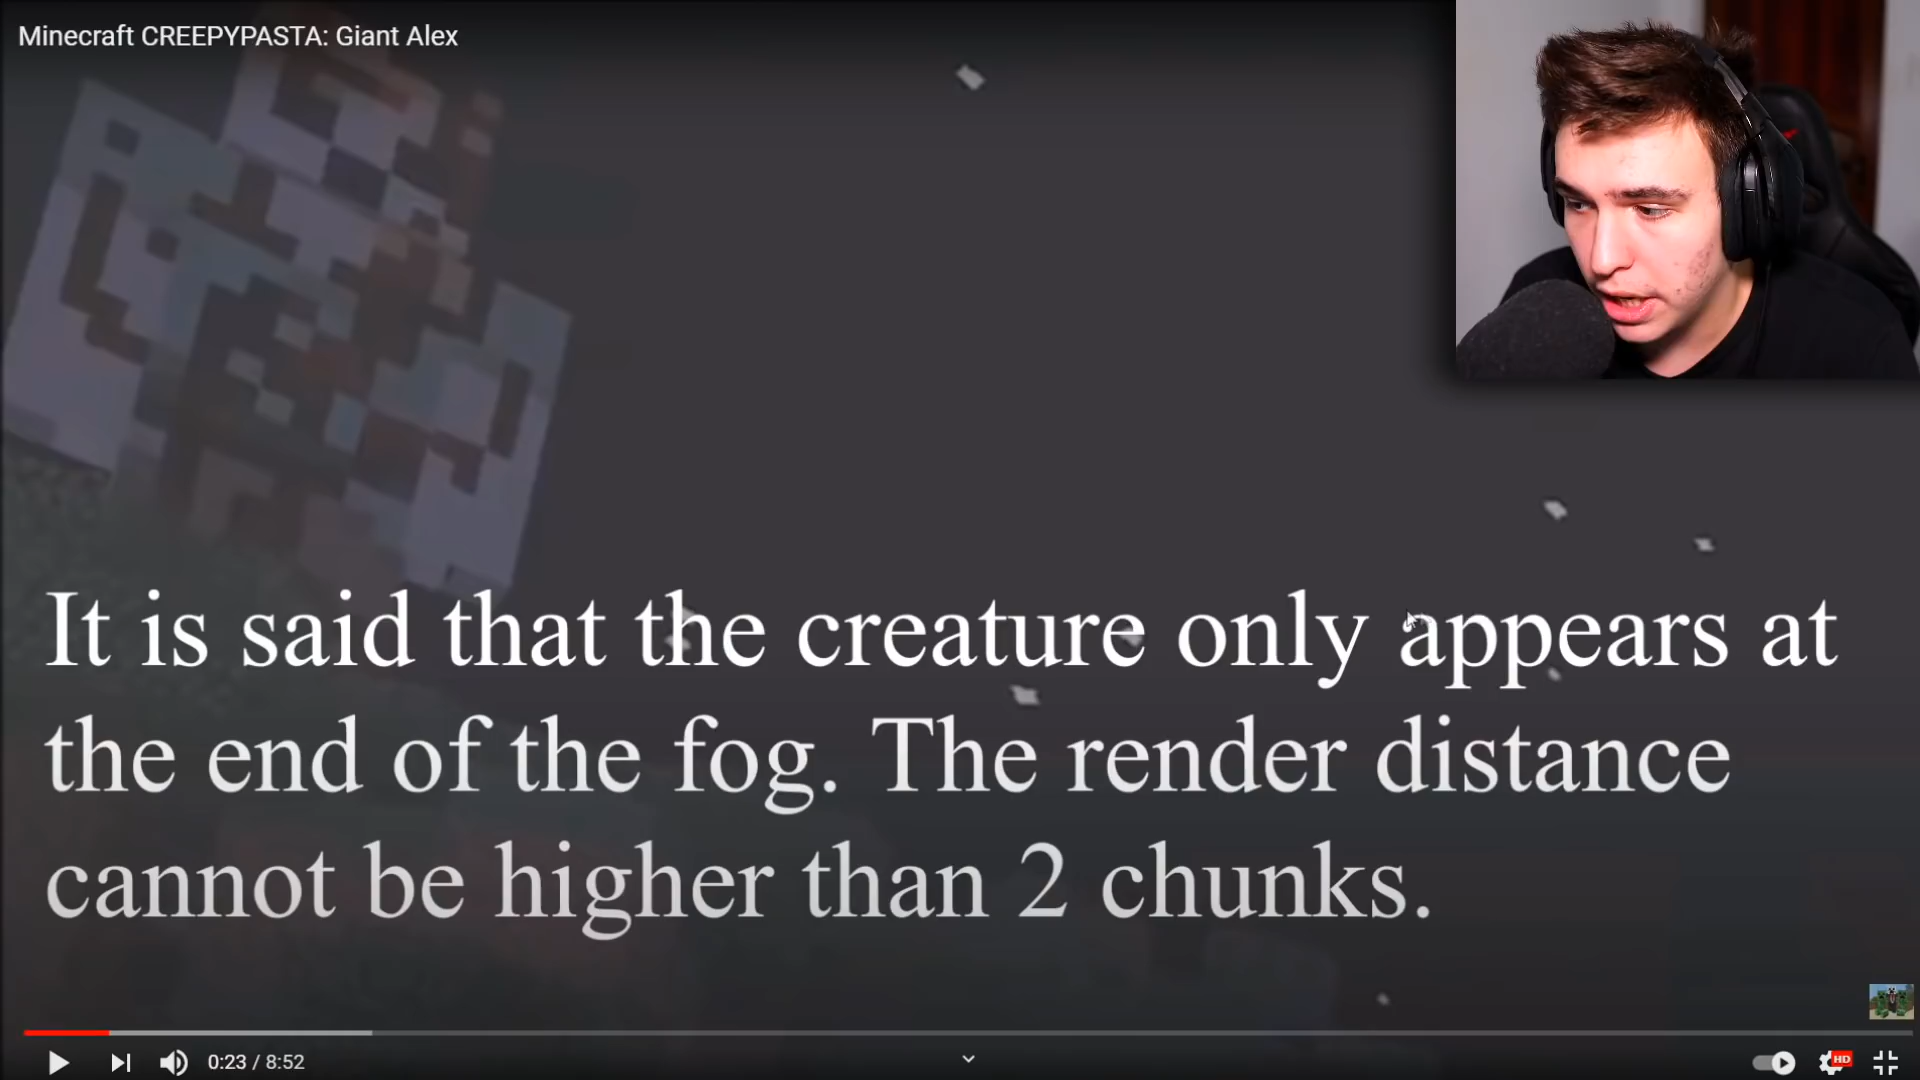 Minecraft CREEPYPASTA: Giant Alex
It is said that the creature only appears at
the end of the fog. The render distance
cannot be higher than 2 chunks.
0:23 / 8:52
HD